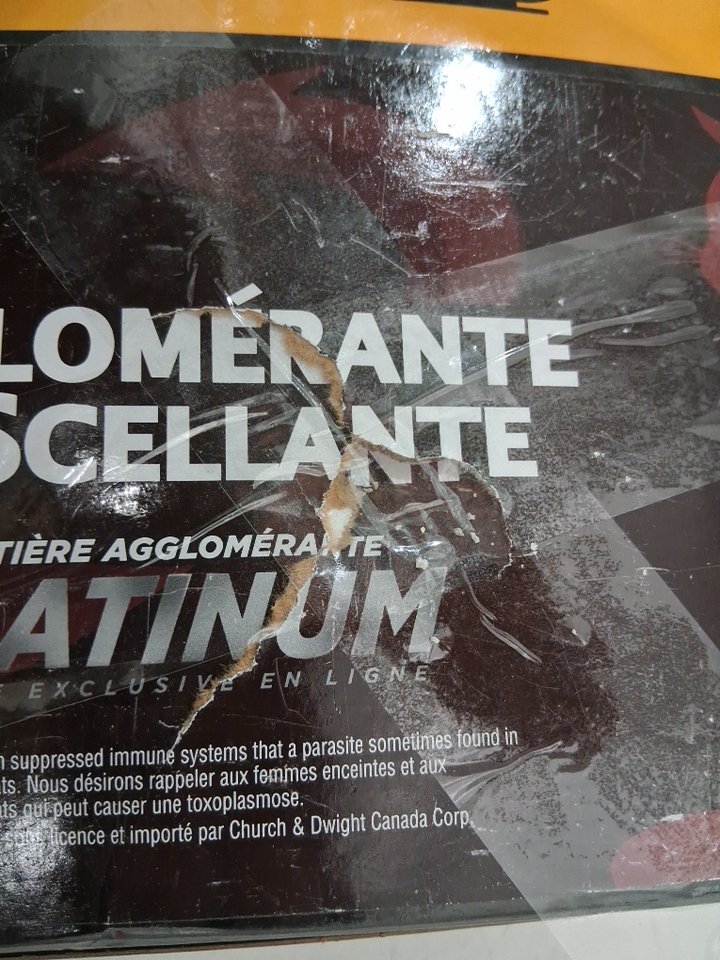 LOMÉRANTE
SCELLANTE
TIÈRE AGGLOMÉRANTE
ATINUM
E EXCLUSIVE EN LIGNE
h suppressed immune systems that a parasite sometimes found in
ats. Nous désirons rappeler aux femmes enceintes et aux
ts qui peut causer une toxoplasmose.
sous licence et importé par Church & Dwight Canada Corp.